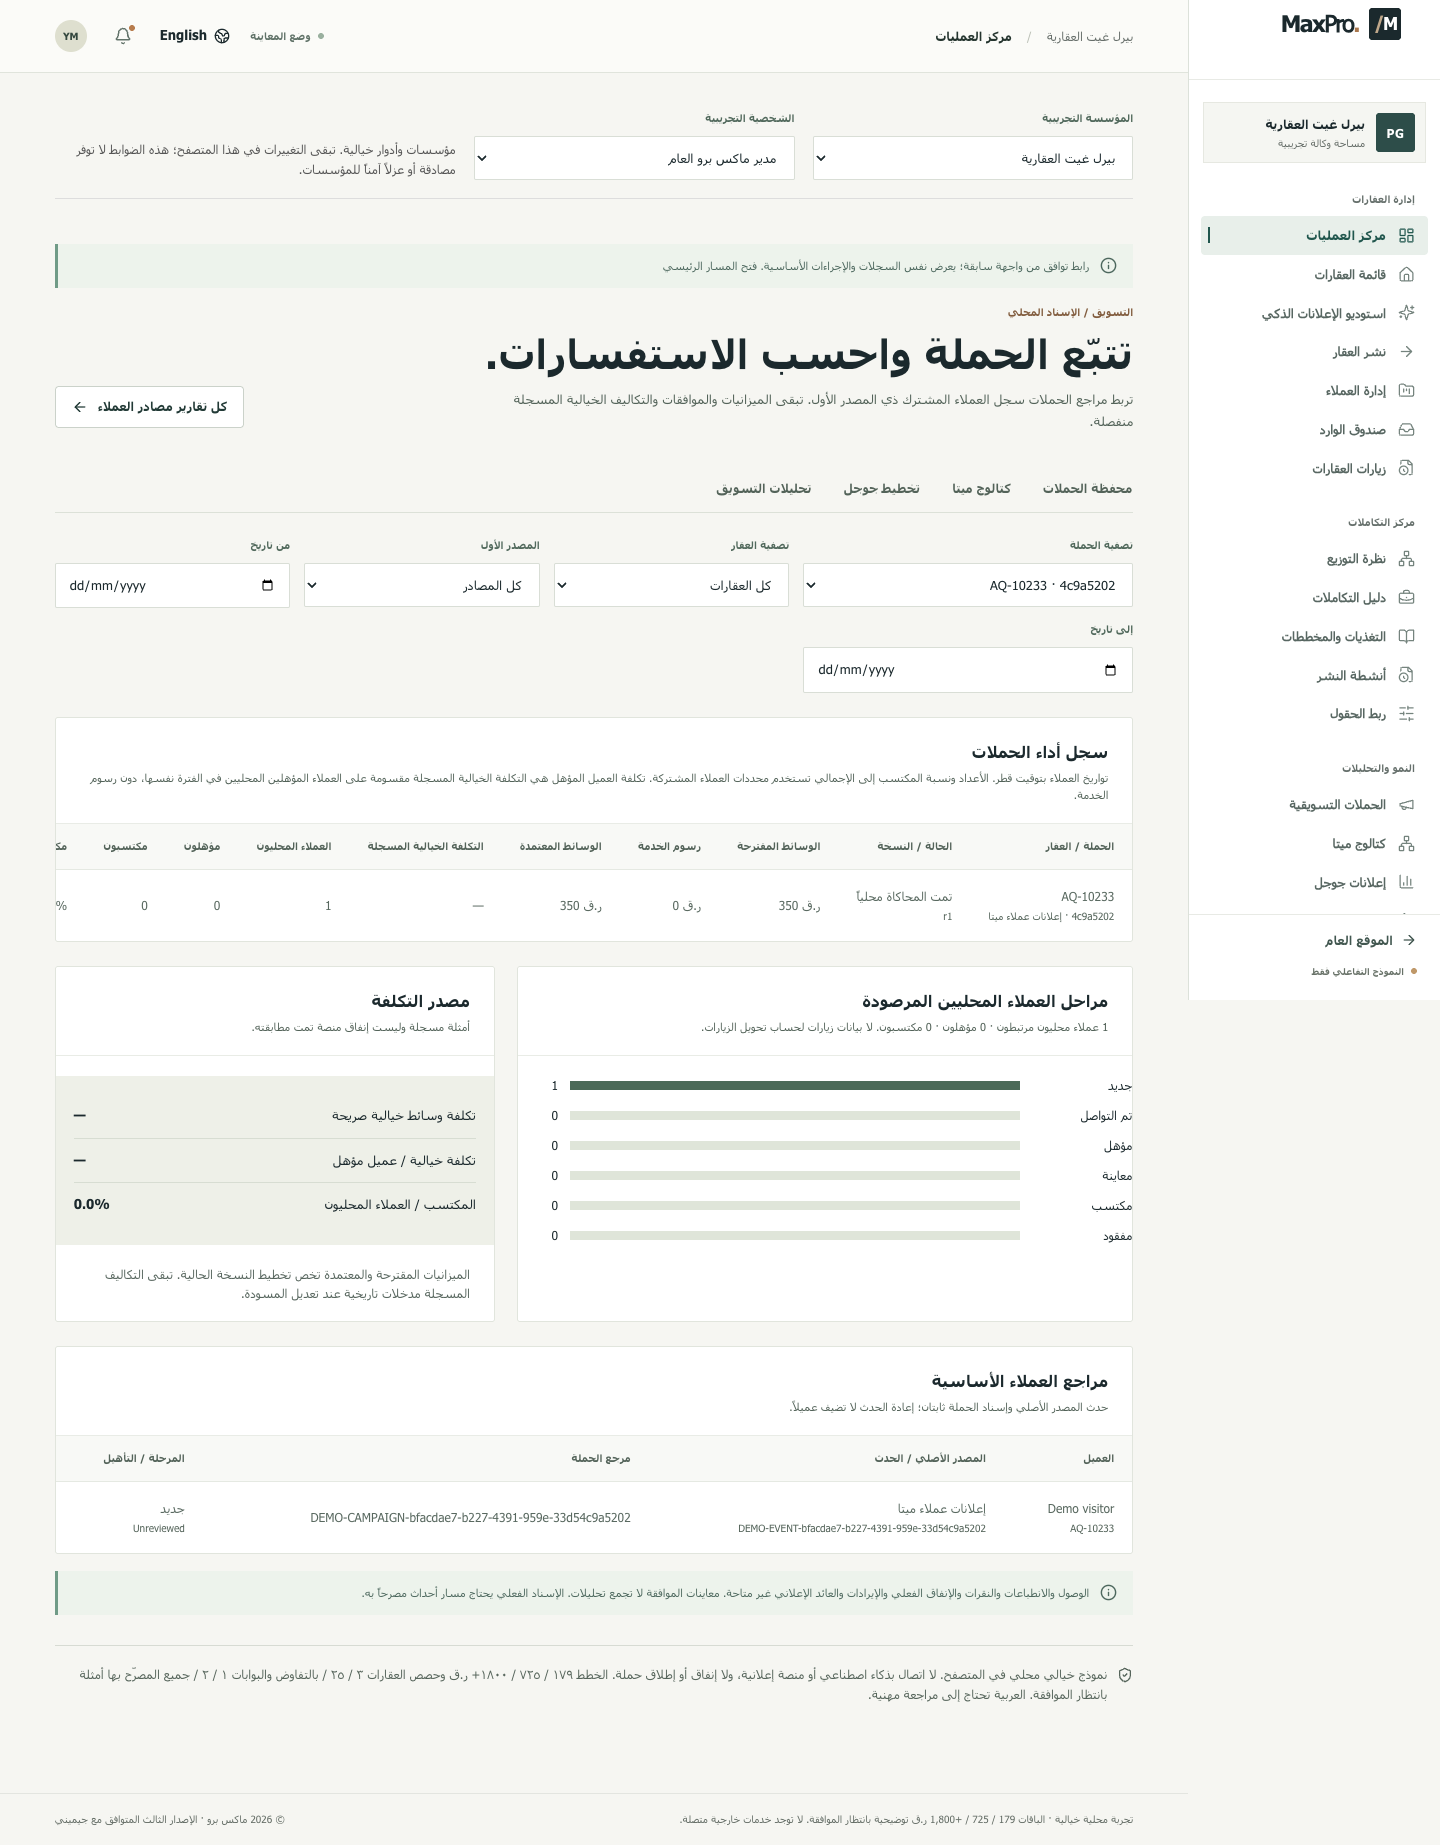 /M MaxPro.
PG
بيرل غيت العقارية
مساحة وكالة تجريبية
إدارة العقارات
مركز العمليات
قائمة العقارات
استوديو الإعلانات الذكي
نشر العقار
إدارة العملاء
صندوق الوارد
زيارات العقارات
مركز التكاملات
نظرة التوزيع
دليل التكاملات
التغذيات والمخططات
أنشطة النشر
ربط الحقول
النمو والتحليلات
الحملات التسويقية
كتالوج ميتا
إعلانات جوجل
الموقع العام
النموذج التفاعلي فقط
بيرل غيت العقارية / مركز العمليات
وضع المعاينة
English
YM
المؤسسة التجريبية
بيرل غيت العقارية
الشخصية التجريبية
مدير ماكس برو العام
مؤسسات وأدوار خيالية. تبقى التغييرات في هذا المتصفح؛ هذه الضوابط لا توفر
مصادقة أو عزلاً آمناً للمؤسسات.
رابط توافق من واجهة سابقة؛ يعرض نفس السجلات والإجراءات الأساسية. فتح المسار الرئيسي
التسويق / الإسناد المحلي
تتبّع الحملة واحسب الاستفسارات.
تربط مراجع الحملات سجل العملاء المشترك ذي المصدر الأول. تبقى الميزانيات والموافقات والتكاليف الخيالية المسجلة
منفصلة.
كل تقارير مصادر العملاء
محفظة الحملات
كتالوج ميتا
تخطيط جوجل
تحليلات التسويق
تصفية الحملة
AQ-10233 · 4c9a5202
تصفية العقار
كل العقارات
المصدر الأول
كل المصادر
من تاريخ
dd/mm/yyyy
إلى تاريخ
dd/mm/yyyy
سجل أداء الحملات
تواريخ العملاء بتوقيت قطر. الأعداد ونسبة المكتسب إلى الإجمالي تستخدم محددات العملاء المشتركة. تكلفة العميل المؤهل هي التكلفة الخيالية المسجلة مقسومة على العملاء المؤهلين المحليين في الفترة نفسها، دون رسوم
الخدمة.
الحملة / العقار
الحالة / النسخة
الوسائط المقترحة
رسوم الخدمة
الوسائط المعتمدة
التكلفة الخيالية المسجلة
العملاء المحليون
مؤهلون
مكتسبون
AQ-10233
4c9a5202 · إعلانات عملاء ميتا
تمت المحاكاة محلياً
r1
ر.ق 350
ر.ق 0
ر.ق 350
—
1
0
0
%
مراحل العملاء المحليين المرصودة
1 عملاء محليون مرتبطون · 0 مؤهلون · 0 مكتسبون. لا بيانات زيارات لحساب تحويل الزيارات.
جديد 1
تم التواصل 0
مؤهل 0
معاينة 0
مكتسب 0
مفقود 0
مصدر التكلفة
أمثلة مسجلة وليست إنفاق منصة تمت مطابقته.
تكلفة وسائط خيالية صريحة —
تكلفة خيالية / عميل مؤهل —
المكتسب / العملاء المحليون 0.0%
الميزانيات المقترحة والمعتمدة تخص تخطيط النسخة الحالية. تبقى التكاليف
المسجلة مدخلات تاريخية عند تعديل المسودة.
مراجع العملاء الأساسية
حدث المصدر الأصلي وإسناد الحملة ثابتان؛ إعادة الحدث لا تضيف عميلاً.
العميل
المصدر الأصلي / الحدث
مرجع الحملة
المرحلة / التأهيل
Demo visitor
AQ-10233
إعلانات عملاء ميتا
DEMO-EVENT-bfacdae7-b227-4391-959e-33d54c9a5202
DEMO-CAMPAIGN-bfacdae7-b227-4391-959e-33d54c9a5202
جديد
Unreviewed
الوصول والانطباعات والنقرات والإنفاق الفعلي والإيرادات والعائد الإعلاني غير متاحة. معاينات الموافقة لا تجمع تحليلات. الإسناد الفعلي يحتاج مسار أحداث مصرحاً به.
نموذج خيالي محلي في المتصفح. لا اتصال بذكاء اصطناعي أو منصة إعلانية، ولا إنفاق أو إطلاق حملة. الخطط ١٧٩ / ٧٢٥ / ١٨٠٠+ ر.ق وحصص العقارات ٣ / ٢٥ / بالتفاوض والبوابات ١ / ٢ / جميع المصرّح بها أمثلة
بانتظار الموافقة. العربية تحتاج إلى مراجعة مهنية.
تجربة محلية خيالية · الباقات 179 / 725 / +1,800 ر.ق توضيحية بانتظار الموافقة. لا توجد خدمات خارجية متصلة.
© 2026 ماكس برو · الإصدار الثالث المتوافق مع جيميني